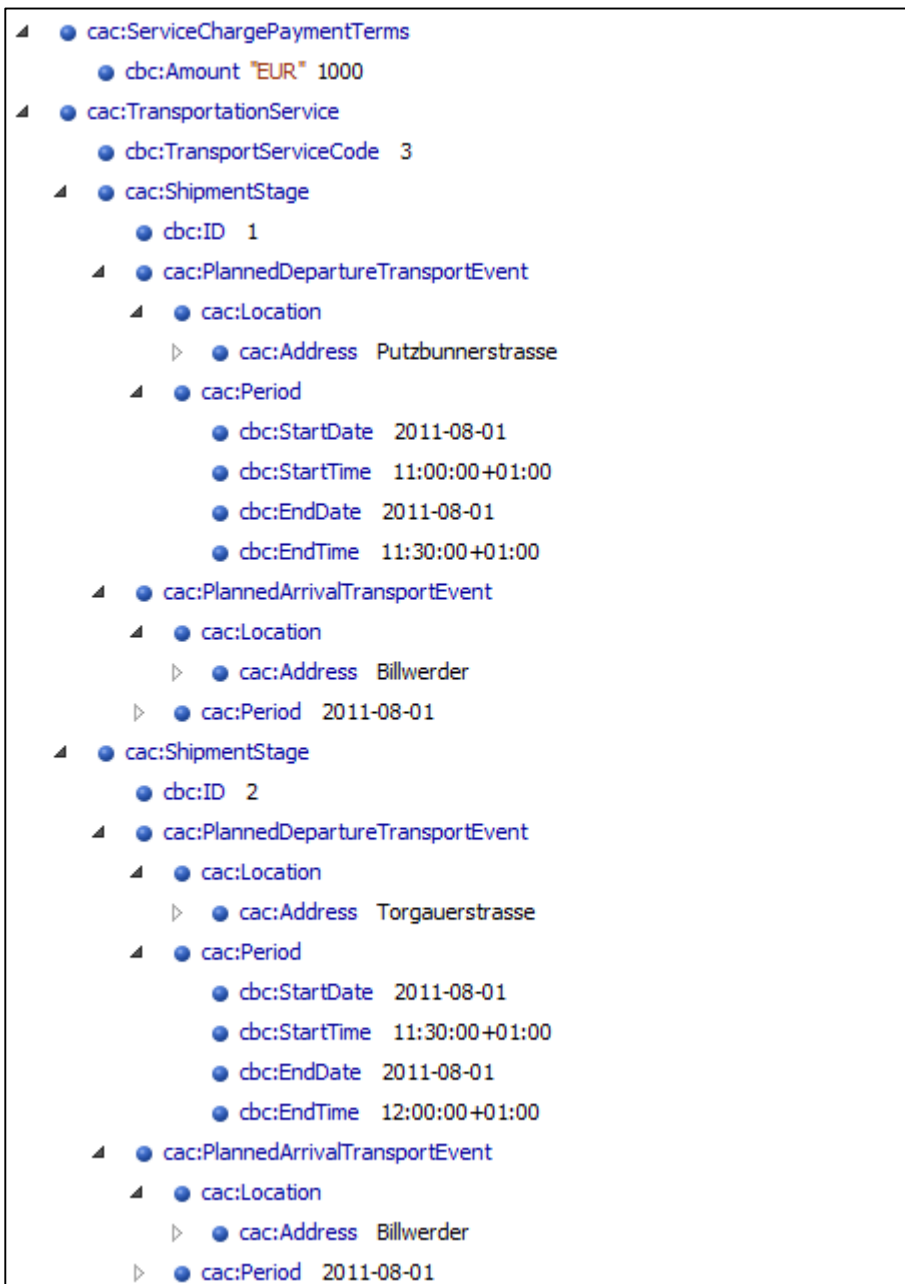 cac:ServiceChargePaymentTerms
cbc:Amount "EUR" 1000
cac:TransportationService
cbc:TransportServiceCode 3
cac:ShipmentStage
cbc:ID 1
cac:PlannedDepartureTransportEvent
cac:Location
cac:Address Putzbunnerstrasse
cac:Period
cbc:StartDate 2011-08-01
cbc:StartTime 11:00:00+01:00
cbc:EndDate 2011-08-01
cbc:EndTime 11:30:00+01:00
cac:PlannedArrivalTransportEvent
cac:Location
cac:Address Billwerder
cac:Period 2011-08-01
cac:ShipmentStage
cbc:ID 2
cac:PlannedDepartureTransportEvent
cac:Location
cac:Address Torgauerstrasse
cac:Period
cbc:StartDate 2011-08-01
cbc:StartTime 11:30:00+01:00
cbc:EndDate 2011-08-01
cbc:EndTime 12:00:00+01:00
cac:PlannedArrivalTransportEvent
cac:Location
cac:Address Billwerder
cac:Period 2011-08-01